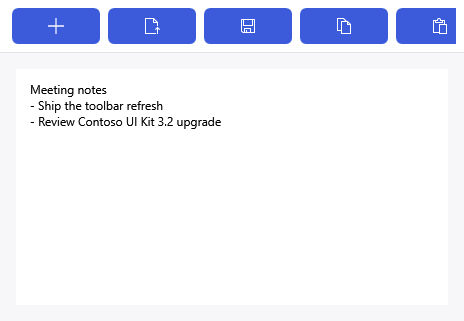 Meeting notes
- Ship the toolbar refresh
- Review Contoso UI Kit 3.2 upgrade